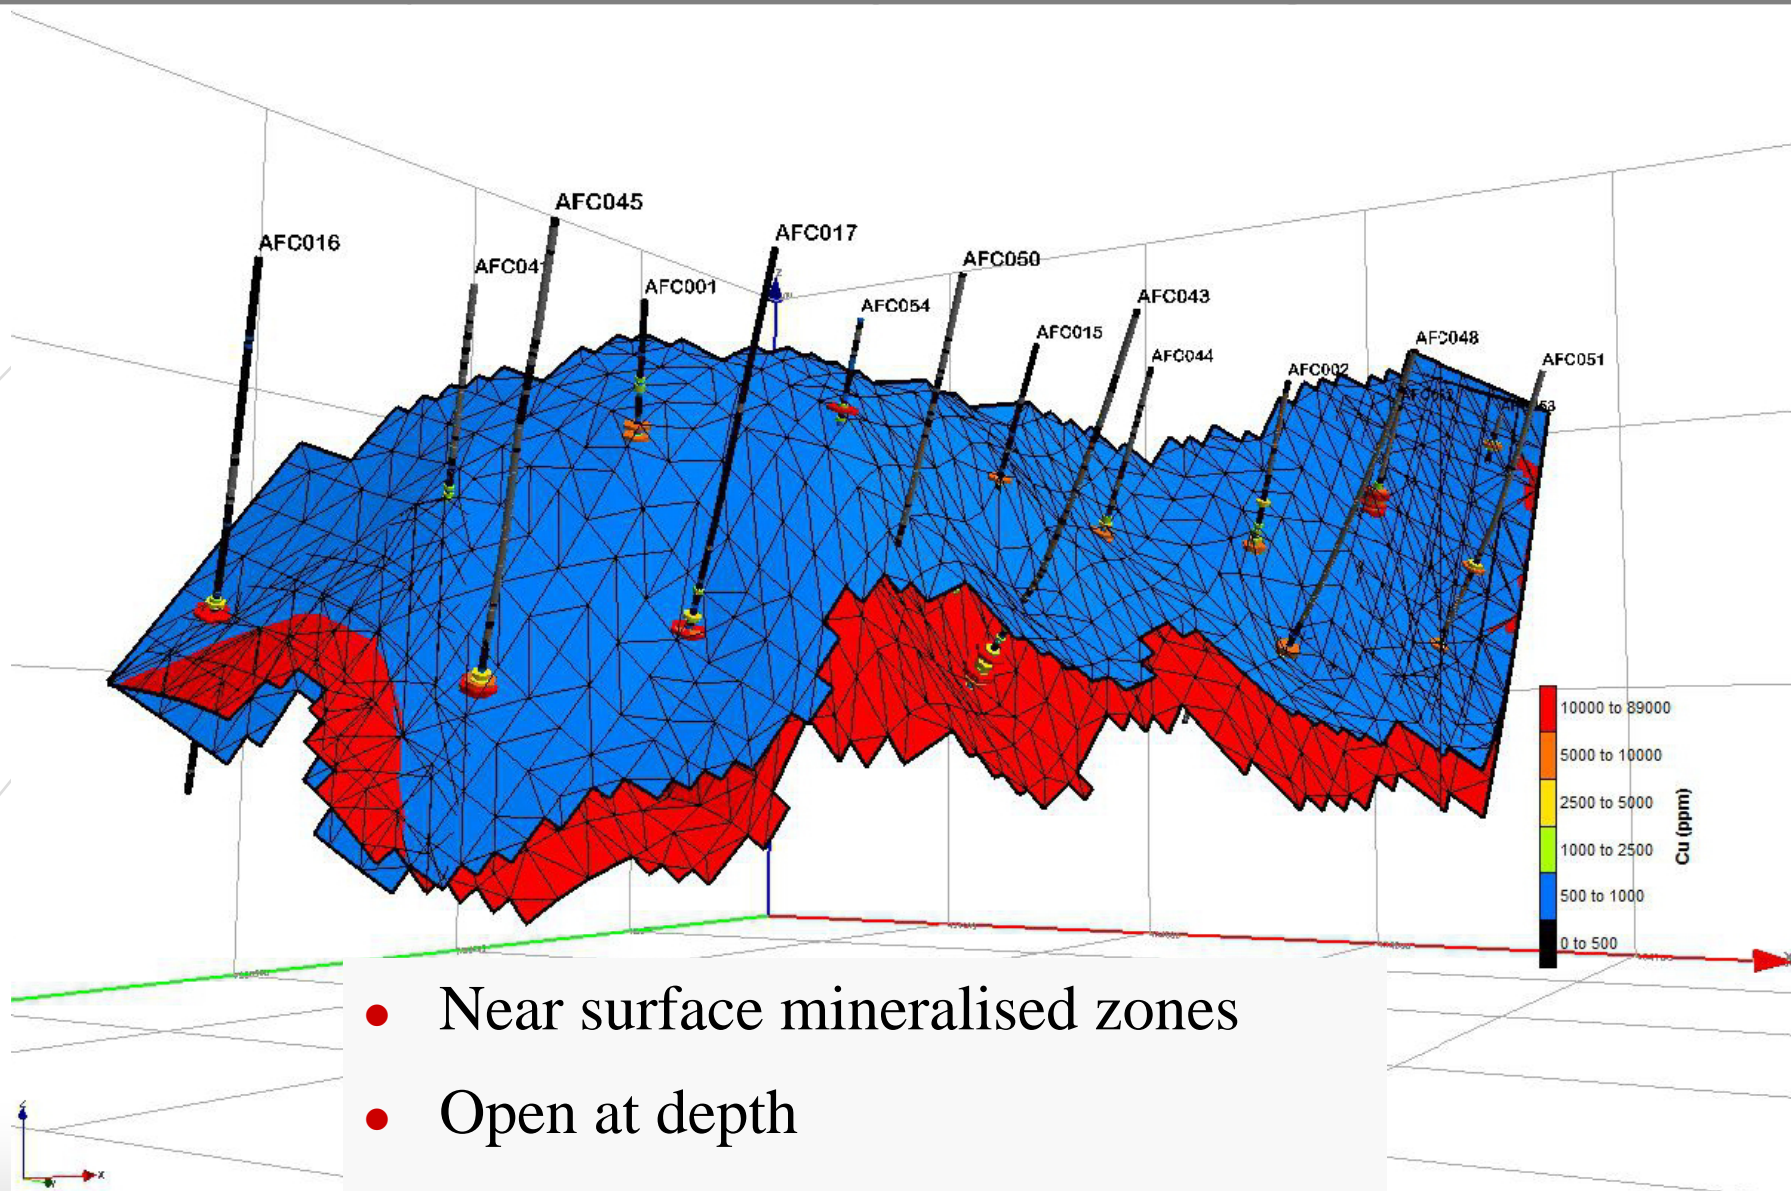 AFC045
AFC017
AFC016
AFC050
AFC041
AFC001
AFC043
AFC054
AFC015
AFC048
AFC044
AFC051
AFC002
Z
10000 to 89000
5000 to 10000
2500 to 5000
1000 to 2500
500 to 1000
0 to 500
Cu (ppm)
• Near surface mineralised zones
• Open at depth
Z
X
Y